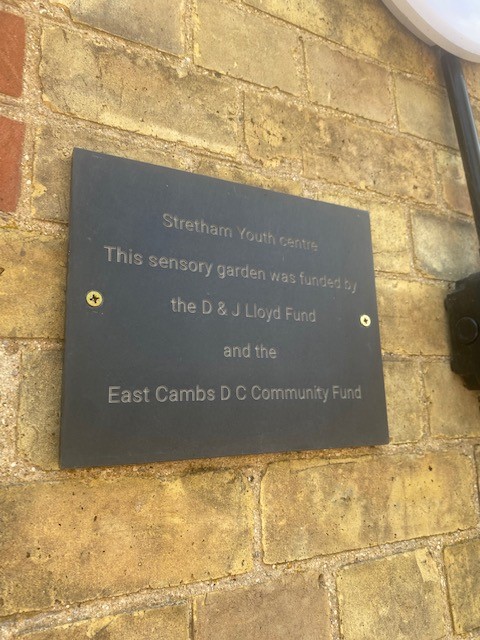 Stretham Youth centre
This sensory garden was funded by
the D & J Lloyd Fund
and the
East Cambs D C Community Fund